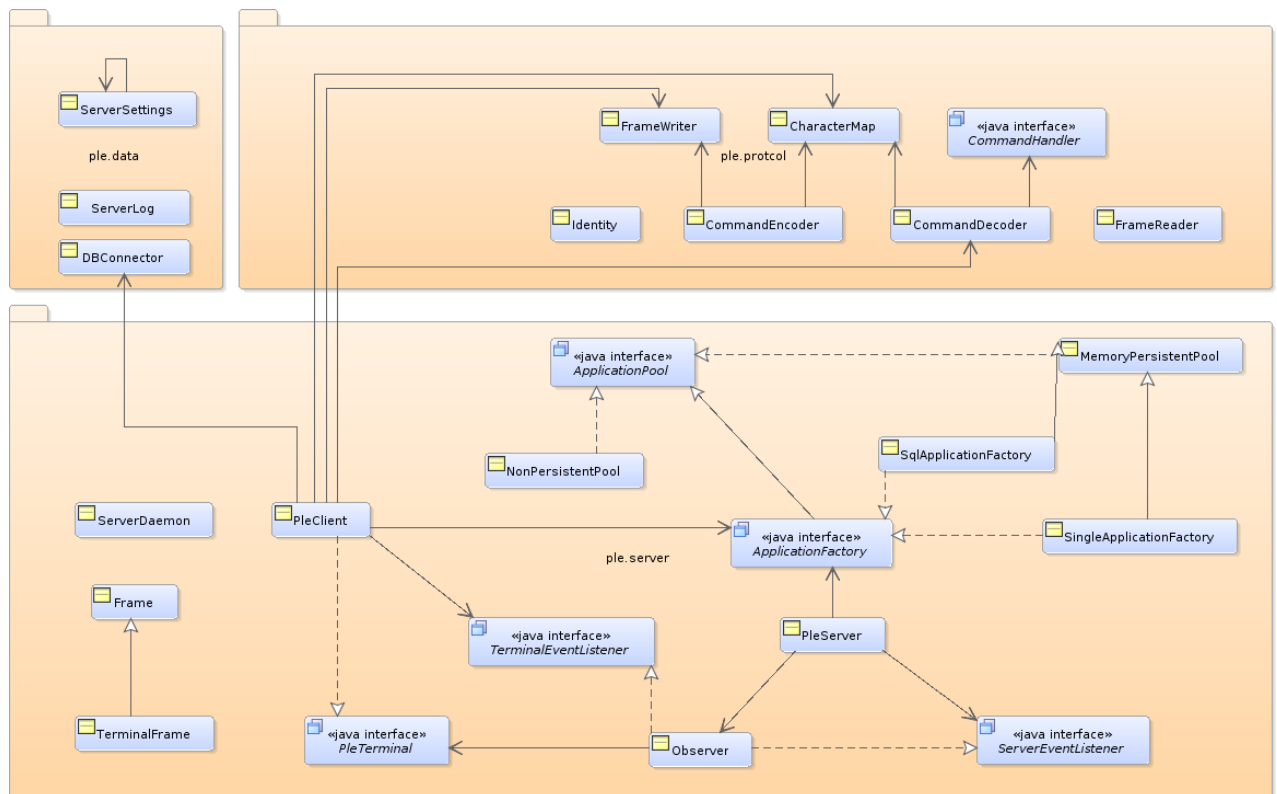 ServerSettings
ple.data
ServerLog
DBConnector
FrameWriter
CharacterMap
«java interface»
CommandHandler
ple.protcol
Identity
CommandEncoder
CommandDecoder
FrameReader
«java interface»
ApplicationPool
MemoryPersistentPool
NonPersistentPool
SqlApplicationFactory
ServerDaemon
PleClient
«java interface»
ApplicationFactory
SingleApplicationFactory
ple.server
Frame
«java interface»
TerminalEventListener
PleServer
TerminalFrame
«java interface»
PleTerminal
Observer
«java interface»
ServerEventListener